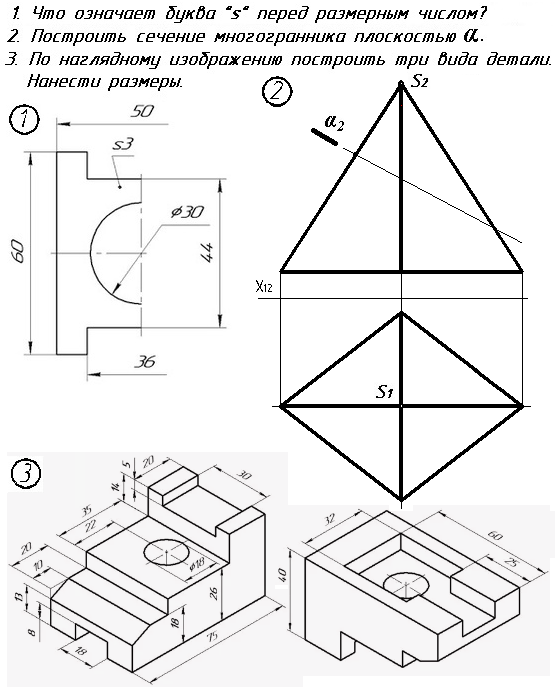 1. Что означает буква "s" перед размерным числом?
2. Построить сечение многогранника плоскостью α.
3. По наглядному изображению построить три вида детали.
Нанести размеры.
1
50
s3
ϕ30
60
44
36
2
S2
α2
X12
S1
3
5
20
30
14
35
22
20
10
ϕ18
13
8
26
18
18
75
32
60
25
40